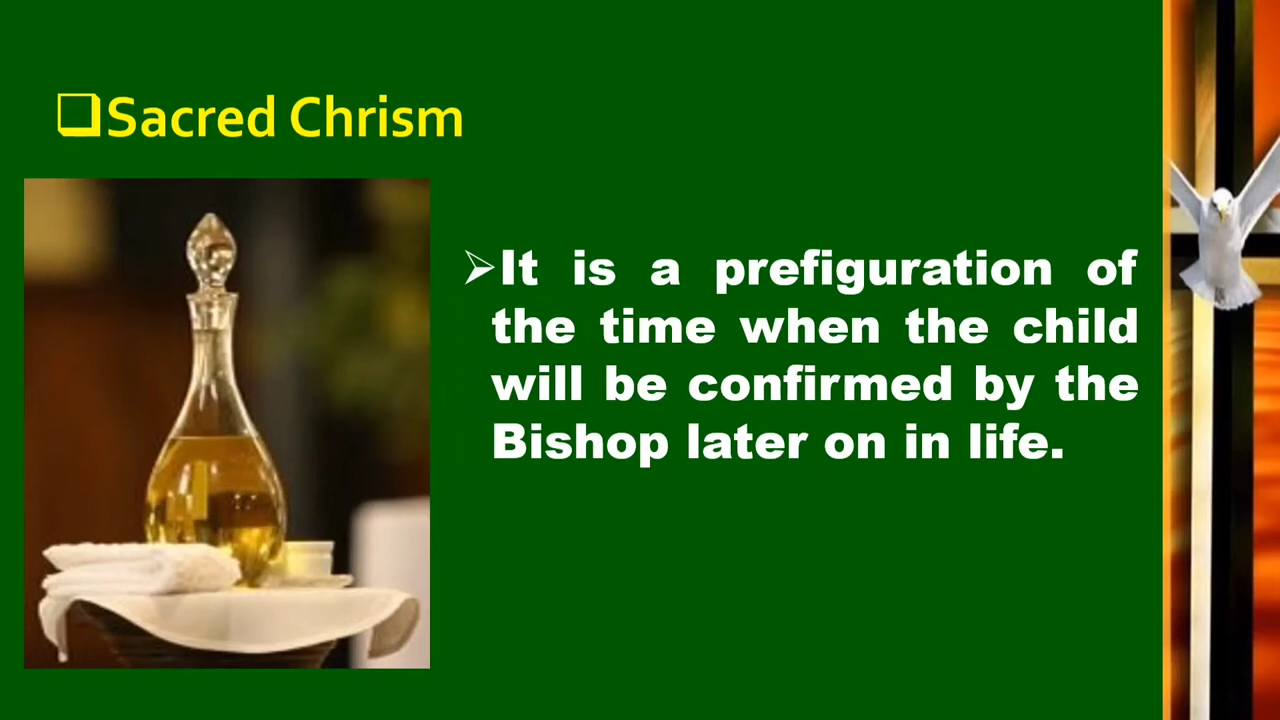 ❑Sacred Chrism
➢It is a prefiguration of
the time when the child
will be confirmed by the
Bishop later on in life.